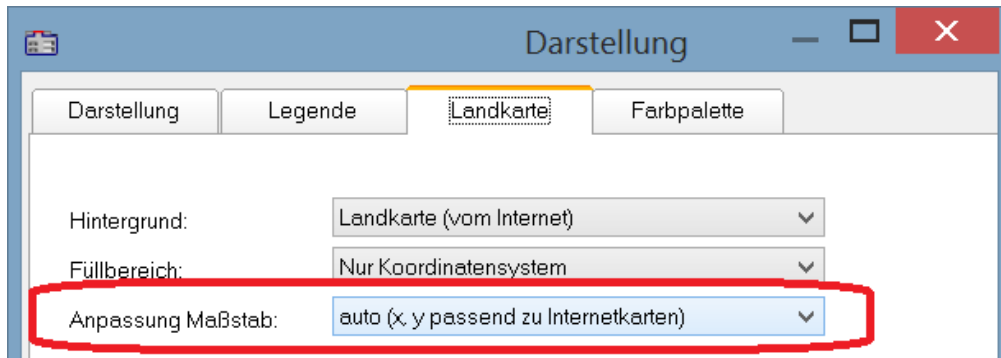 Darstellung
Darstellung Legende Landkarte Farbpalette
Hintergrund: Landkarte (vom Internet)
Füllbereich: Nur Koordinatensystem
Anpassung Maßstab: auto (x, y passend zu Internetkarten)